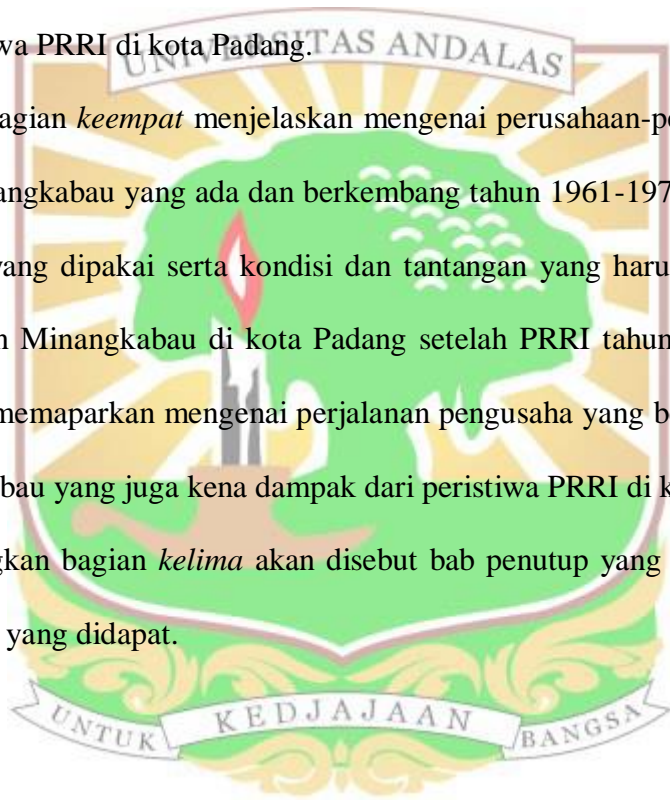 wa PRRI di kota Padang.
UNIVERSITAS ANDALAS
agian keempat menjelaskan mengenai perusahaan-pe
angkabau yang ada dan berkembang tahun 1961-197
yang dipakai serta kondisi dan tantangan yang haru
n Minangkabau di kota Padang setelah PRRI tahun
memaparkan mengenai perjalanan pengusaha yang b
bau yang juga kena dampak dari peristiwa PRRI di k
gkan bagian kelima akan disebut bab penutup yang
yang didapat.
UNTUK KEDJAJAAN BANGSA